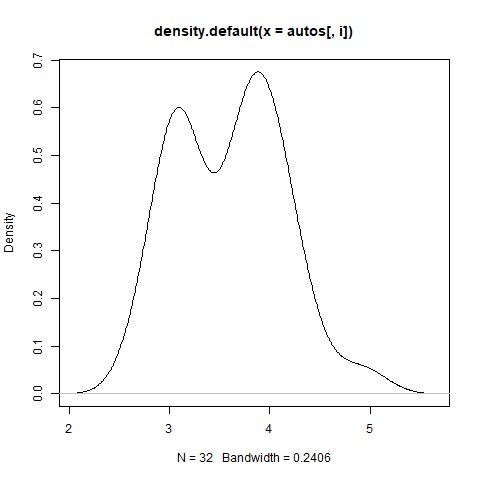 density.default(x = autos[, i])
Density
0.7
0.6
0.5
0.4
0.3
0.2
0.1
0.0
2 3 4 5
N = 32 Bandwidth = 0.2406